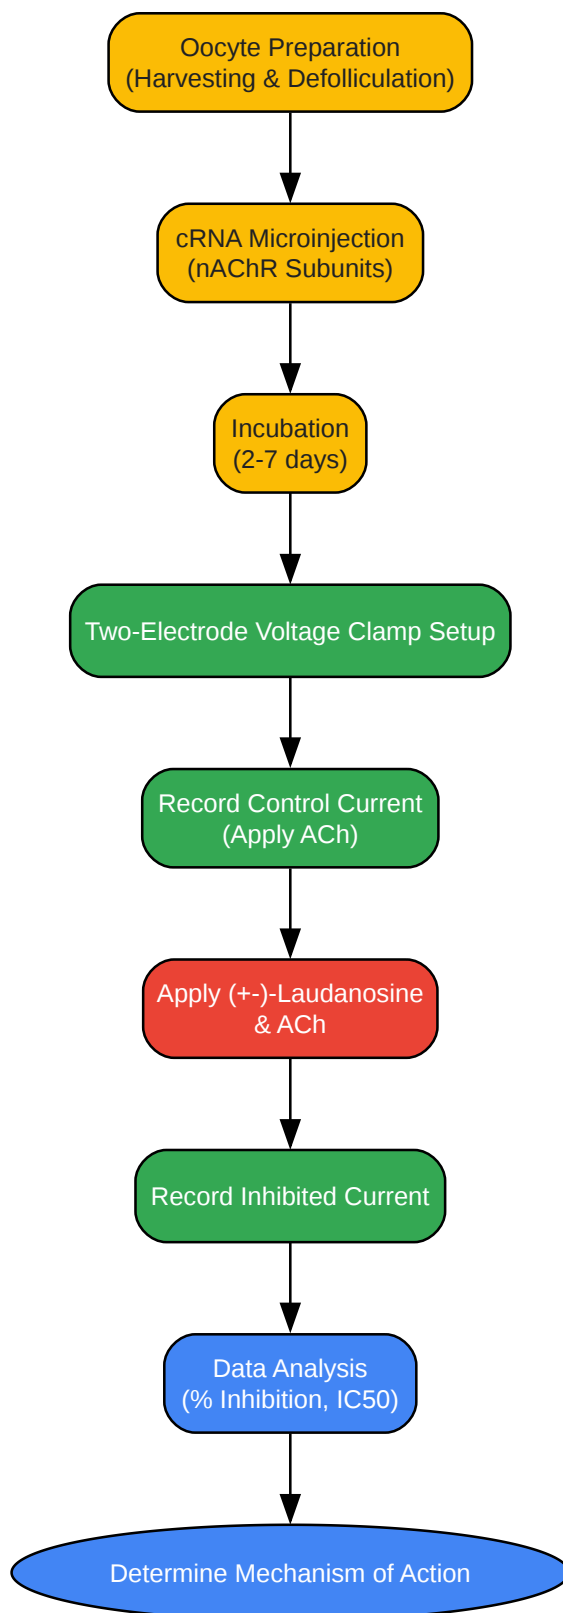 Oocyte Preparation
(Harvesting & Defolliculation)
cRNA Microinjection
(nAChR Subunits)
Incubation
(2-7 days)
Two-Electrode Voltage Clamp Setup
Record Control Current
(Apply ACh)
Apply (+-)-Laudanosine
& ACh
Record Inhibited Current
Data Analysis
(% Inhibition, IC50)
Determine Mechanism of Action